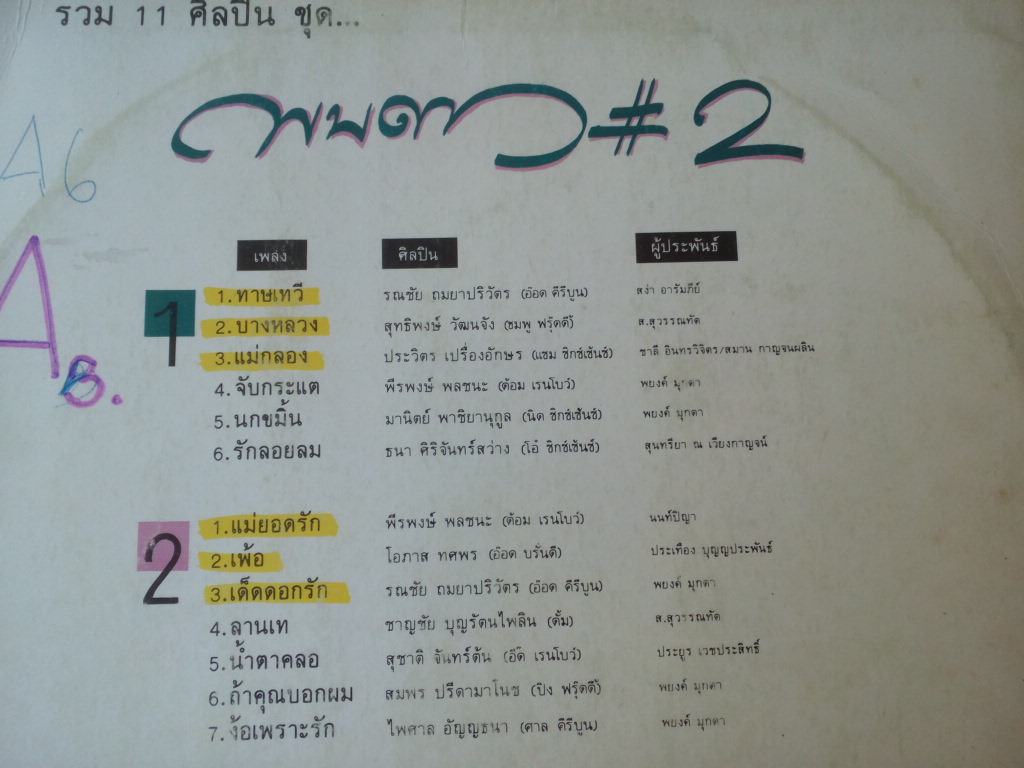 รวม 11 ศิลปิน ชุด...
พบดาว #2
A6
A
B.
เพลง ศิลปิน ผู้ประพันธ์
1
1.ทาษเทวี รณชัย ถมยาปริวัตร (อ๊อด คีรีบูน) สง่า อารัมภีย์
2.บางหลวง สุทธิพงษ์ วัฒนจัง (ชมพู ฟรุ๊ตตี้) ส.สุวรรณทัต
3.แม่กลอง ประวิตร เปรื่องอักษร (แซม ซิกซ์เซ้นซ์) ชาลี อินทรวิจิตร/สมาน กาญจนผลิน
4.จับกระแต พีรพงษ์ พลชนะ (ต้อม เรนโบว์) พยงค์ มุกดา
5.นกขมิ้น มานิตย์ พาชิยานุกูล (นิด ซิกซ์เซ้นซ์) พยงค์ มุกดา
6.รักลอยลม ธนา ศิริจันทร์สว่าง (โอ๋ ซิกซ์เซ้นซ์) สุนทรียา ณ เวียงกาญจน์
2
1.แม่ยอดรัก พีรพงษ์ พลชนะ (ต้อม เรนโบว์) นนท์ปิญา
2.เพ้อ โอภาส ทศพร (อ๊อด บรั่นดี) ประเทือง บุญญประพันธ์
3.เด็ดดอกรัก รณชัย ถมยาปริวัตร (อ๊อด คีรีบูน) พยงค์ มุกดา
4.ลานเท ชาญชัย บุญรัตนไพลิน (ตั้ม) ส.สุวรรณทัต
5.น้ำตาคลอ สุชาติ จันทร์ต้น (อ๊ด เรนโบว์) ประยูร เวชประสิทธิ์
6.ถ้าคุณบอกผม สมพร ปรีดามาโนช (ปิง ฟรุ๊ตตี้) พยงค์ มุกดา
7.ง้อเพราะรัก ไพศาล อัญญธนา (ศาล คีรีบูน) พยงค์ มุกดา